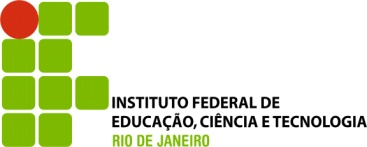 INSTITUTO FEDERAL DE
EDUCAÇÃO, CIÊNCIA E TECNOLOGIA
RIO DE JANEIRO